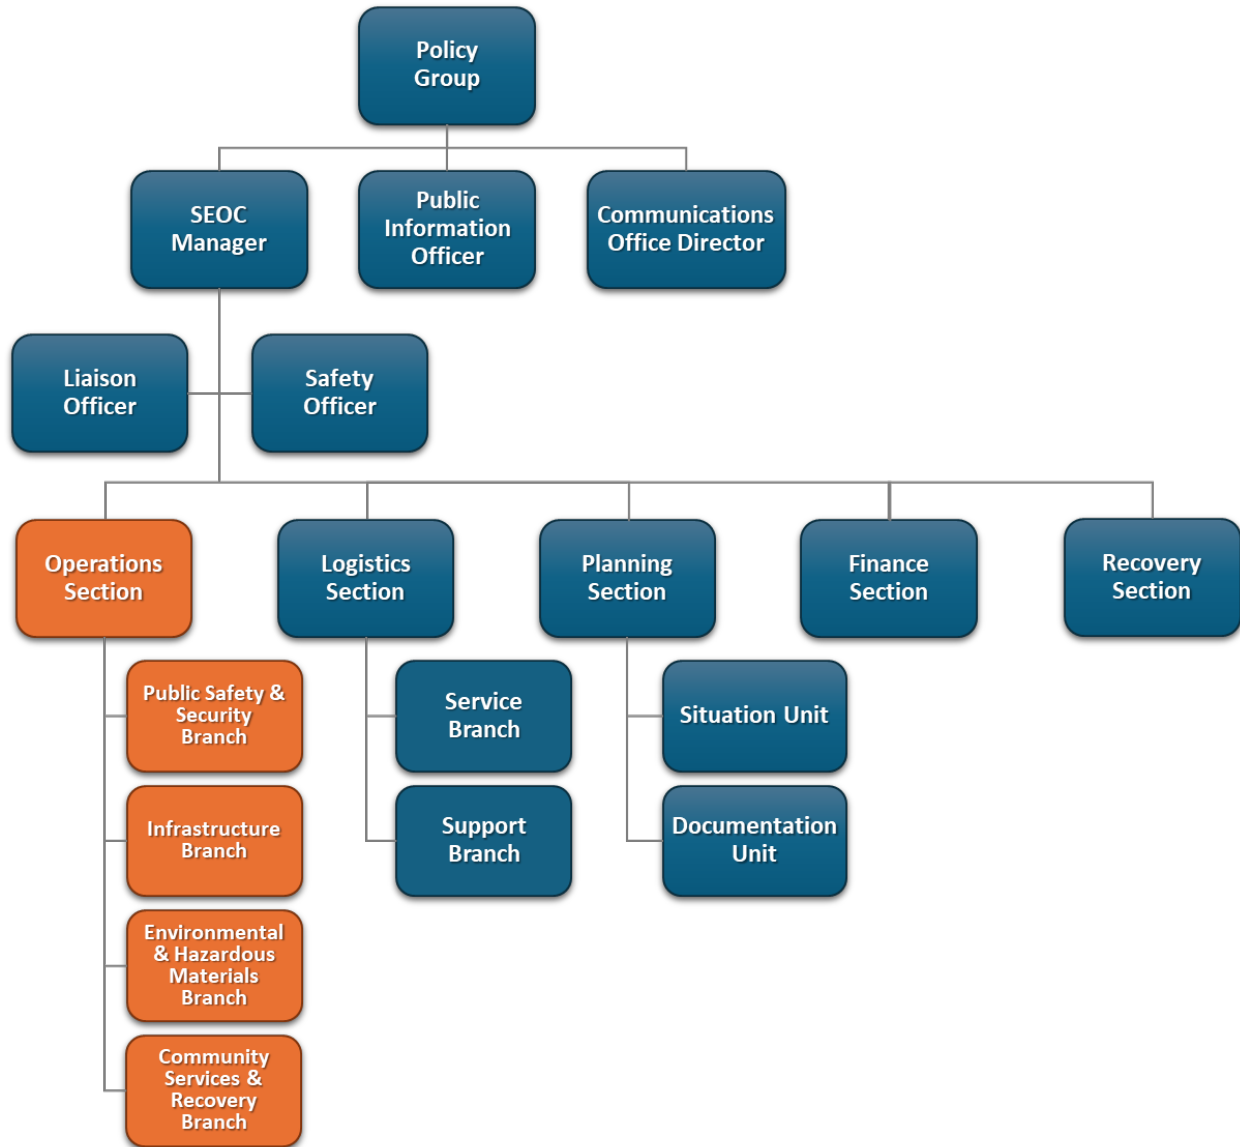 Policy
Group
SEOC
Manager
Public
Information
Officer
Communications
Office Director
Liaison
Officer
Safety
Officer
Operations
Section
Logistics
Section
Planning
Section
Finance
Section
Recovery
Section
Public Safety &
Security
Branch
Infrastructure
Branch
Environmental
& Hazardous
Materials
Branch
Community
Services &
Recovery
Branch
Service
Branch
Support
Branch
Situation Unit
Documentation
Unit